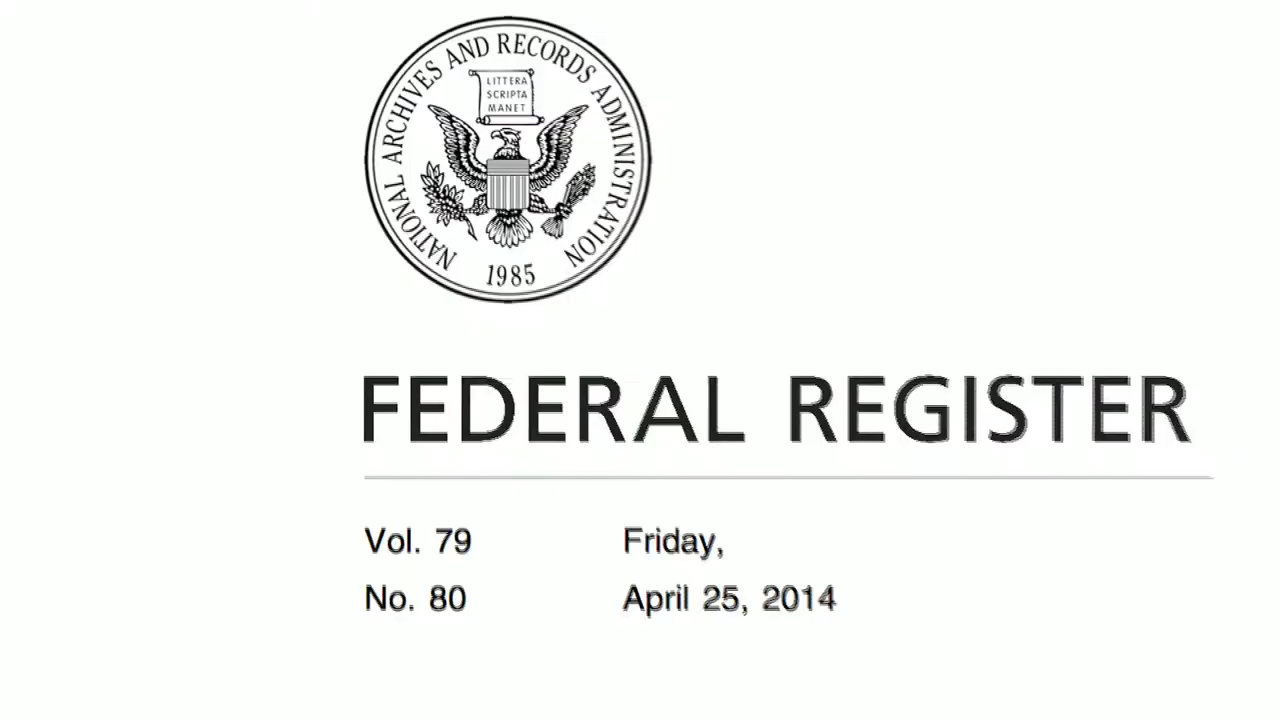 NATIONAL ARCHIVES AND RECORDS ADMINISTRATION
LITTERA
SCRIPTA
MANET
1985
FEDERAL REGISTER
Vol. 79 Friday,
No. 80 April 25, 2014